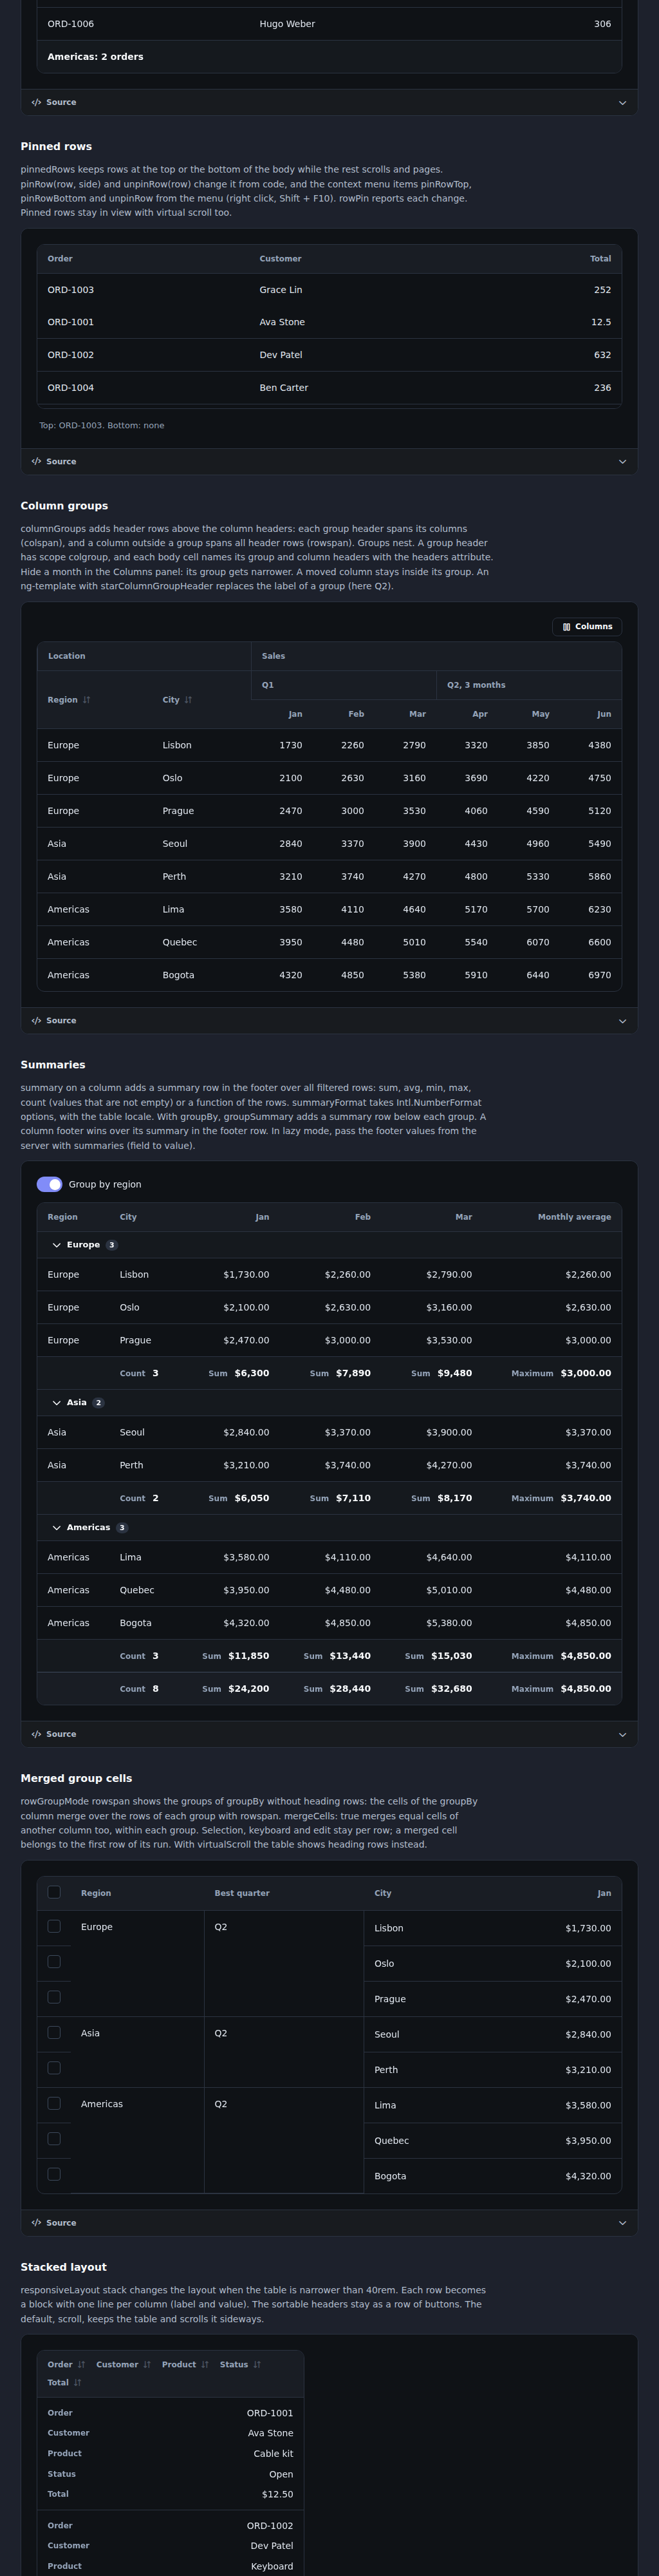 ORD-1006 Hugo Weber 306
Americas: 2 orders
Source
Pinned rows
pinnedRows keeps rows at the top or the bottom of the body while the rest scrolls and pages.
pinRow(row, side) and unpinRow(row) change it from code, and the context menu items pinRowTop,
pinRowBottom and unpinRow from the menu (right click, Shift + F10). rowPin reports each change.
Pinned rows stay in view with virtual scroll too.
Order Customer Total
ORD-1003 Grace Lin 252
ORD-1001 Ava Stone 12.5
ORD-1002 Dev Patel 632
ORD-1004 Ben Carter 236
Top: ORD-1003. Bottom: none
Source
Column groups
columnGroups adds header rows above the column headers: each group header spans its columns
(colspan), and a column outside a group spans all header rows (rowspan). Groups nest. A group header
has scope colgroup, and each body cell names its group and column headers with the headers attribute.
Hide a month in the Columns panel: its group gets narrower. A moved column stays inside its group. An
ng-template with starColumnGroupHeader replaces the label of a group (here Q2).
Columns
Location Sales
Region City Q1 Q2, 3 months
Jan Feb Mar Apr May Jun
Europe Lisbon 1730 2260 2790 3320 3850 4380
Europe Oslo 2100 2630 3160 3690 4220 4750
Europe Prague 2470 3000 3530 4060 4590 5120
Asia Seoul 2840 3370 3900 4430 4960 5490
Asia Perth 3210 3740 4270 4800 5330 5860
Americas Lima 3580 4110 4640 5170 5700 6230
Americas Quebec 3950 4480 5010 5540 6070 6600
Americas Bogota 4320 4850 5380 5910 6440 6970
Source
Summaries
summary on a column adds a summary row in the footer over all filtered rows: sum, avg, min, max,
count (values that are not empty) or a function of the rows. summaryFormat takes Intl.NumberFormat
options, with the table locale. With groupBy, groupSummary adds a summary row below each group. A
column footer wins over its summary in the footer row. In lazy mode, pass the footer values from the
server with summaries (field to value).
Group by region
Region City Jan Feb Mar Monthly average
Europe 3
Europe Lisbon $1,730.00 $2,260.00 $2,790.00 $2,260.00
Europe Oslo $2,100.00 $2,630.00 $3,160.00 $2,630.00
Europe Prague $2,470.00 $3,000.00 $3,530.00 $3,000.00
Count 3 Sum $6,300 Sum $7,890 Sum $9,480 Maximum $3,000.00
Asia 2
Asia Seoul $2,840.00 $3,370.00 $3,900.00 $3,370.00
Asia Perth $3,210.00 $3,740.00 $4,270.00 $3,740.00
Count 2 Sum $6,050 Sum $7,110 Sum $8,170 Maximum $3,740.00
Americas 3
Americas Lima $3,580.00 $4,110.00 $4,640.00 $4,110.00
Americas Quebec $3,950.00 $4,480.00 $5,010.00 $4,480.00
Americas Bogota $4,320.00 $4,850.00 $5,380.00 $4,850.00
Count 3 Sum $11,850 Sum $13,440 Sum $15,030 Maximum $4,850.00
Count 8 Sum $24,200 Sum $28,440 Sum $32,680 Maximum $4,850.00
Source
Merged group cells
rowGroupMode rowspan shows the groups of groupBy without heading rows: the cells of the groupBy
column merge over the rows of each group with rowspan. mergeCells: true merges equal cells of
another column too, within each group. Selection, keyboard and edit stay per row; a merged cell
belongs to the first row of its run. With virtualScroll the table shows heading rows instead.
Region Best quarter City Jan
Europe Q2 Lisbon $1,730.00
Oslo $2,100.00
Prague $2,470.00
Asia Q2 Seoul $2,840.00
Perth $3,210.00
Americas Q2 Lima $3,580.00
Quebec $3,950.00
Bogota $4,320.00
Source
Stacked layout
responsiveLayout stack changes the layout when the table is narrower than 40rem. Each row becomes
a block with one line per column (label and value). The sortable headers stay as a row of buttons. The
default, scroll, keeps the table and scrolls it sideways.
Order Customer Product Status
Total
Order ORD-1001
Customer Ava Stone
Product Cable kit
Status Open
Total $12.50
Order ORD-1002
Customer Dev Patel
Product Keyboard